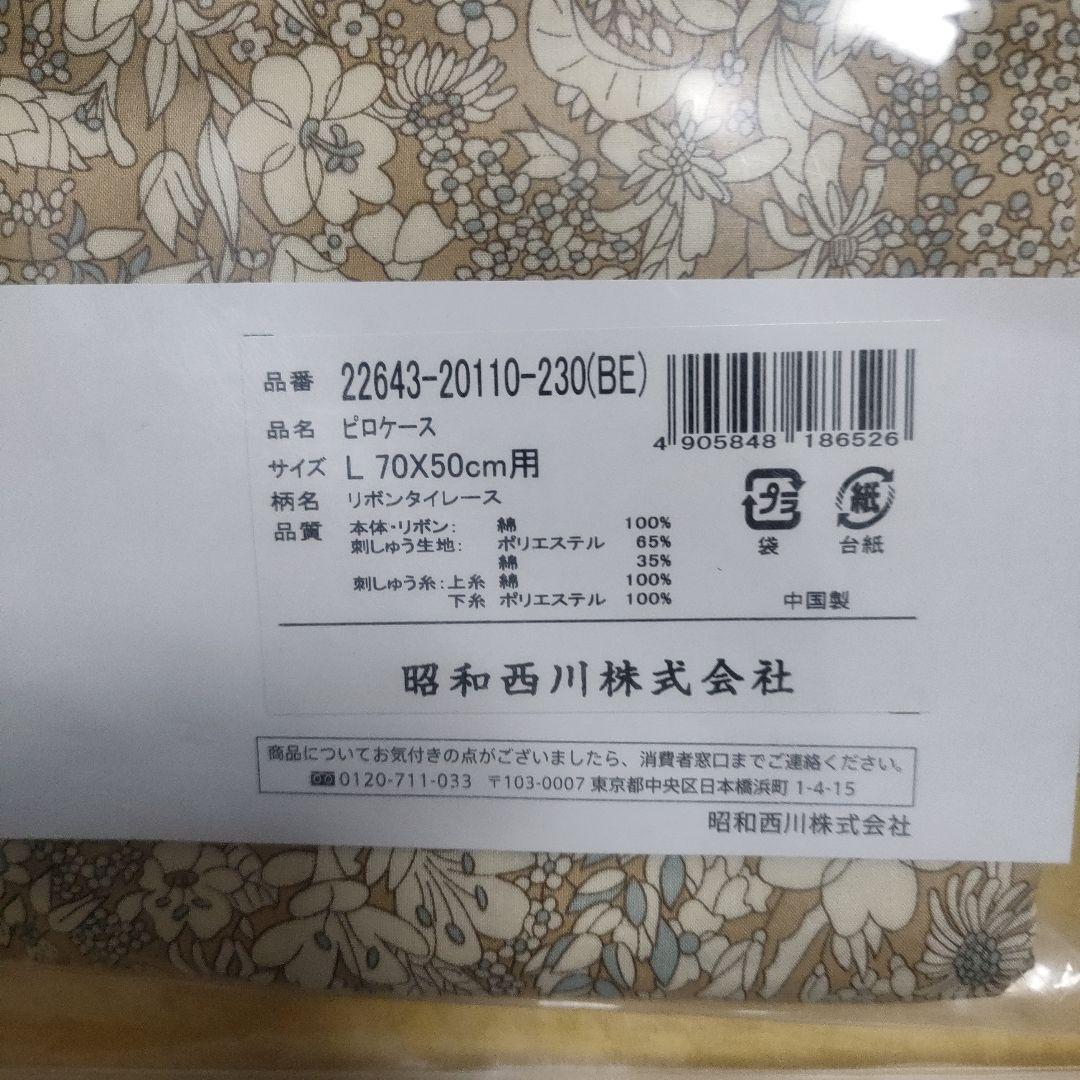 品番 22643-20110-230(BE)
品名 ピロケース
サイズ L 70X50cm用
柄名 リボンタイレース
品質 本体・リボン: 綿 100%
刺しゅう生地: ポリエステル 65%
綿 35%
刺しゅう糸:上糸 綿 100%
下糸 ポリエステル 100%
4 905848 186526
プラ 紙
袋 台紙
中国製
昭和西川株式会社
商品についてお気付きの点がございましたら、消費者窓口までご連絡ください。
0120-711-033 〒103-0007 東京都中央区日本橋浜町 1-4-15
昭和西川株式会社